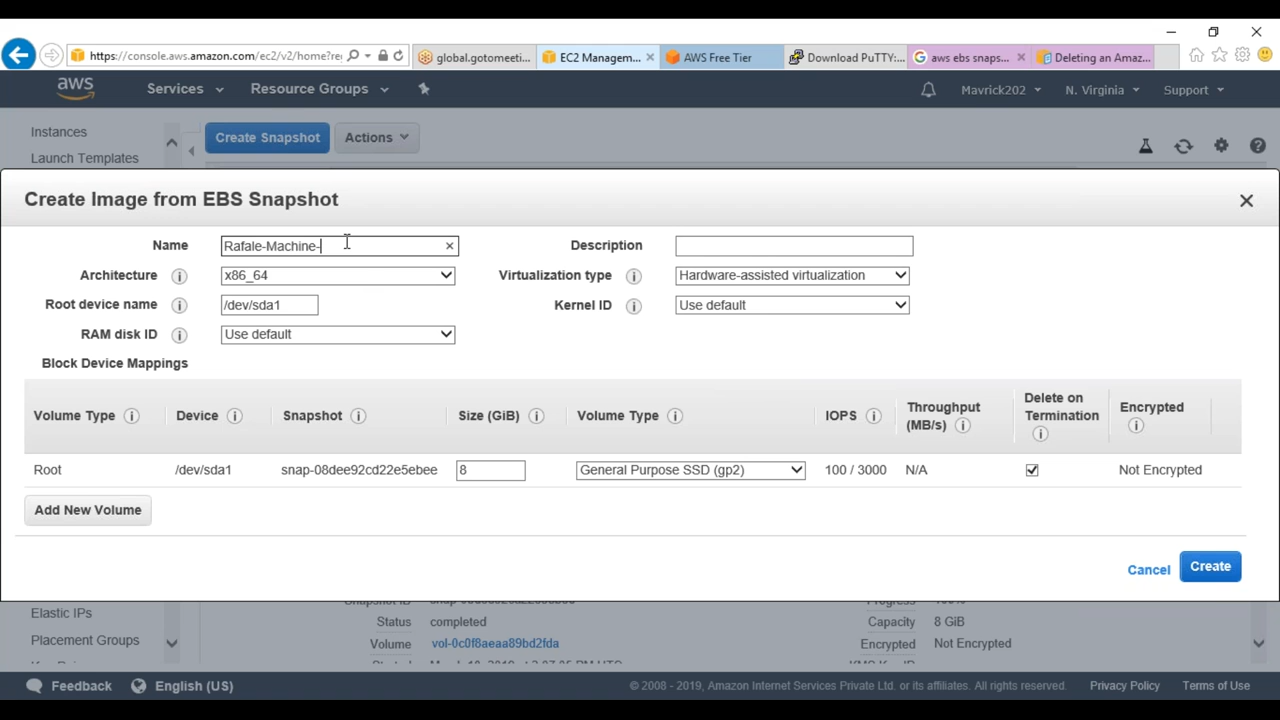 https://console.aws.amazon.com/ec2/v2/home?re
global.gotomeeti...
EC2 Managem...
AWS Free Tier
Download PuTTY:...
aws ebs snaps...
Deleting an Amaz...
aws
Services
Resource Groups
Mavrick202
N. Virginia
Support
Instances
Launch Templates
Create Snapshot
Actions
Create Image from EBS Snapshot
Name
Rafale-Machine-
Description
Architecture
x86_64
Virtualization type
Hardware-assisted virtualization
Root device name
/dev/sda1
Kernel ID
Use default
RAM disk ID
Use default
Block Device Mappings
Volume Type
Device
Snapshot
Size (GiB)
Volume Type
IOPS
Throughput (MB/s)
Delete on Termination
Encrypted
Root
/dev/sda1
snap-08dee92cd22e5ebee
8
General Purpose SSD (gp2)
100 / 3000
N/A
Not Encrypted
Add New Volume
Cancel
Create
Elastic IPs
Placement Groups
Status
completed
Capacity
8 GiB
Volume
vol-0c0f8aeaa89bd2fda
Encrypted
Not Encrypted
Feedback
English (US)
© 2008 - 2019, Amazon Internet Services Private Ltd. or its affiliates. All rights reserved.
Privacy Policy
Terms of Use